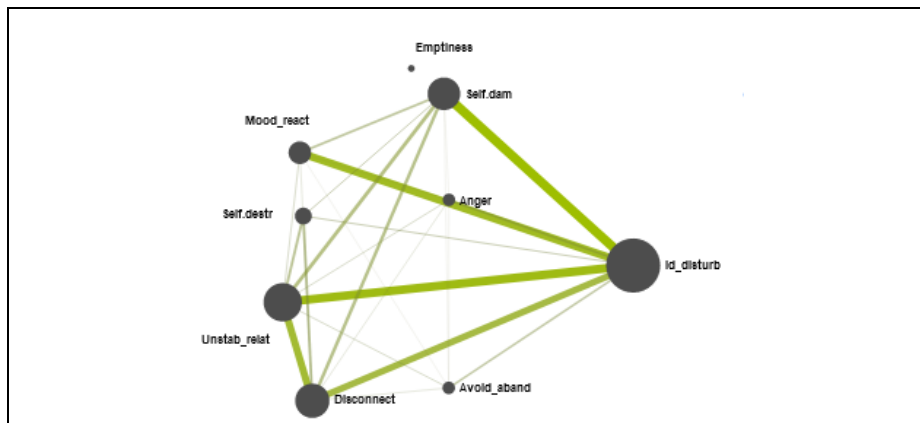 Emptiness
Self.dam
Mood_react
Anger
Self.destr
id_disturb
Unstab_relat
Avoid_aband
Disconnect